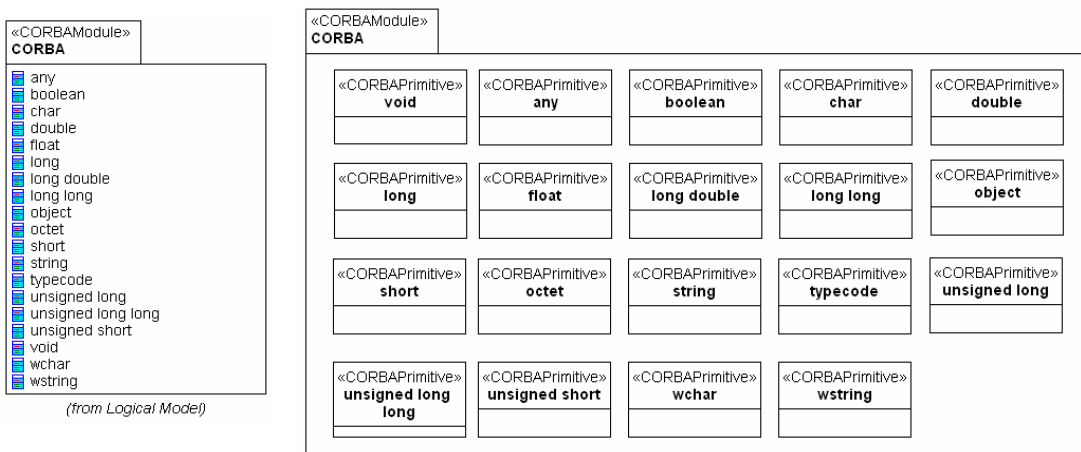 «CORBAModule»
CORBA
any
boolean
char
double
float
long
long double
long long
object
octet
short
string
typecode
unsigned long
unsigned long long
unsigned short
void
wchar
wstring
(from Logical Model)
«CORBAModule»
CORBA
«CORBAPrimitive»
void
«CORBAPrimitive»
any
«CORBAPrimitive»
boolean
«CORBAPrimitive»
char
«CORBAPrimitive»
double
«CORBAPrimitive»
long
«CORBAPrimitive»
float
«CORBAPrimitive»
long double
«CORBAPrimitive»
long long
«CORBAPrimitive»
object
«CORBAPrimitive»
short
«CORBAPrimitive»
octet
«CORBAPrimitive»
string
«CORBAPrimitive»
typecode
«CORBAPrimitive»
unsigned long
«CORBAPrimitive»
unsigned long
long
«CORBAPrimitive»
unsigned short
«CORBAPrimitive»
wchar
«CORBAPrimitive»
wstring